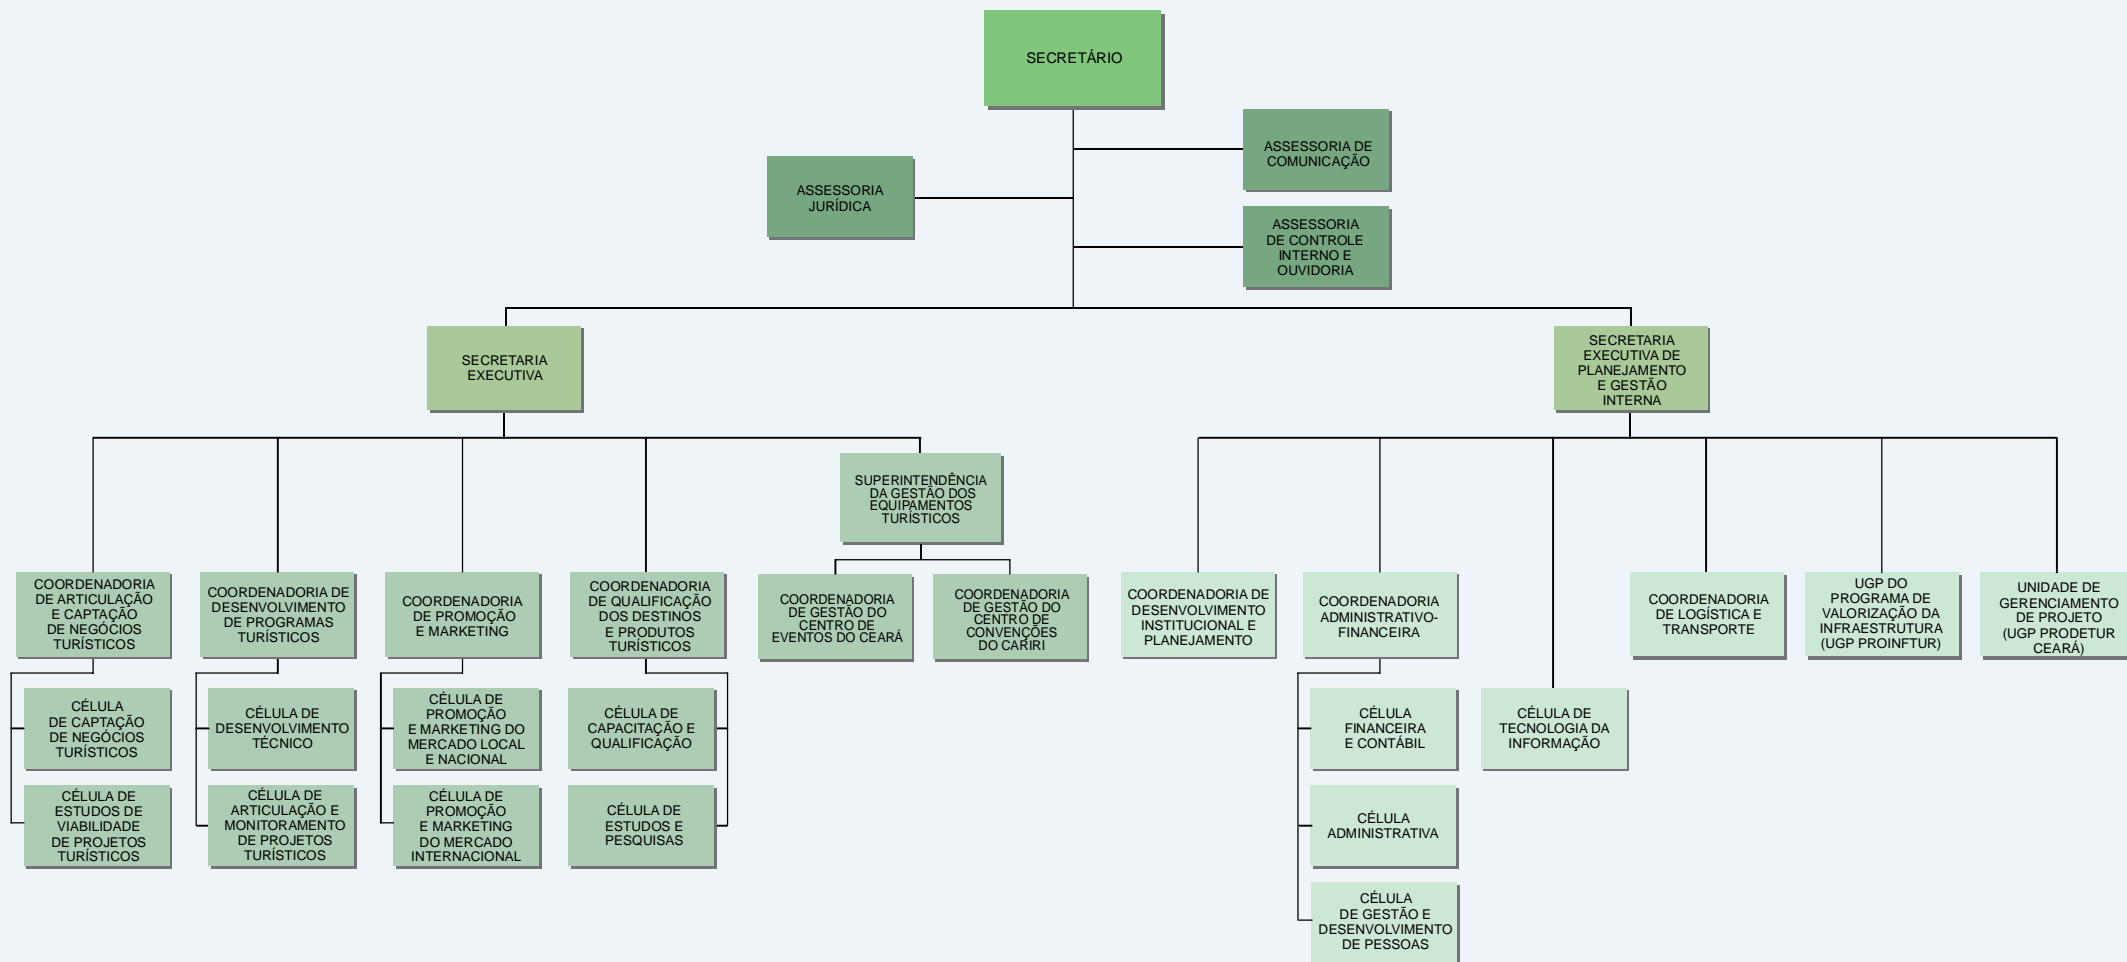 SECRETÁRIO
ASSESSORIA DE
COMUNICAÇÃO
ASSESSORIA
JURÍDICA
ASSESSORIA
DE CONTROLE
INTERNO E
OUVIDORIA
SECRETARIA
EXECUTIVA
SECRETARIA
EXECUTIVA DE
PLANEJAMENTO
E GESTÃO
INTERNA
SUPERINTENDÊNCIA
DA GESTÃO DOS
EQUIPAMENTOS
TURÍSTICOS
COORDENADORIA
DE ARTICULAÇÃO
E CAPTAÇÃO
DE NEGÓCIOS
TURÍSTICOS
COORDENADORIA DE
DESENVOLVIMENTO
DE PROGRAMAS
TURÍSTICOS
COORDENADORIA
DE PROMOÇÃO
E MARKETING
COORDENADORIA
DE QUALIFICAÇÃO
DOS DESTINOS
E PRODUTOS
TURÍSTICOS
COORDENADORIA
DE GESTÃO DO
CENTRO DE
EVENTOS DO CEARÁ
COORDENADORIA
DE GESTÃO DO
CENTRO DE
CONVENÇÕES
DO CARIRI
COORDENADORIA DE
DESENVOLVIMENTO
INSTITUCIONAL E
PLANEJAMENTO
COORDENADORIA
ADMINISTRATIVO-
FINANCEIRA
COORDENADORIA
DE LOGÍSTICA E
TRANSPORTE
UGP DO
PROGRAMA DE
VALORIZAÇÃO DA
INFRAESTRUTURA
(UGP PROINFTUR)
UNIDADE DE
GERENCIAMENTO
DE PROJETO
(UGP PRODETUR
CEARÁ)
CÉLULA
DE CAPTAÇÃO
DE NEGÓCIOS
TURÍSTICOS
CÉLULA DE
DESENVOLVIMENTO
TÉCNICO
CÉLULA DE
PROMOÇÃO
E MARKETING DO
MERCADO LOCAL
E NACIONAL
CÉLULA DE
CAPACITAÇÃO E
QUALIFICAÇÃO
CÉLULA
FINANCEIRA
E CONTÁBIL
CÉLULA DE
TECNOLOGIA DA
INFORMAÇÃO
CÉLULA DE
ESTUDOS DE
VIABILIDADE
DE PROJETOS
TURÍSTICOS
CÉLULA DE
ARTICULAÇÃO E
MONITORAMENTO
DE PROJETOS
TURÍSTICOS
CÉLULA DE
PROMOÇÃO
E MARKETING
DO MERCADO
INTERNACIONAL
CÉLULA DE
ESTUDOS E
PESQUISAS
CÉLULA
ADMINISTRATIVA
CÉLULA
DE GESTÃO E
DESENVOLVIMENTO
DE PESSOAS